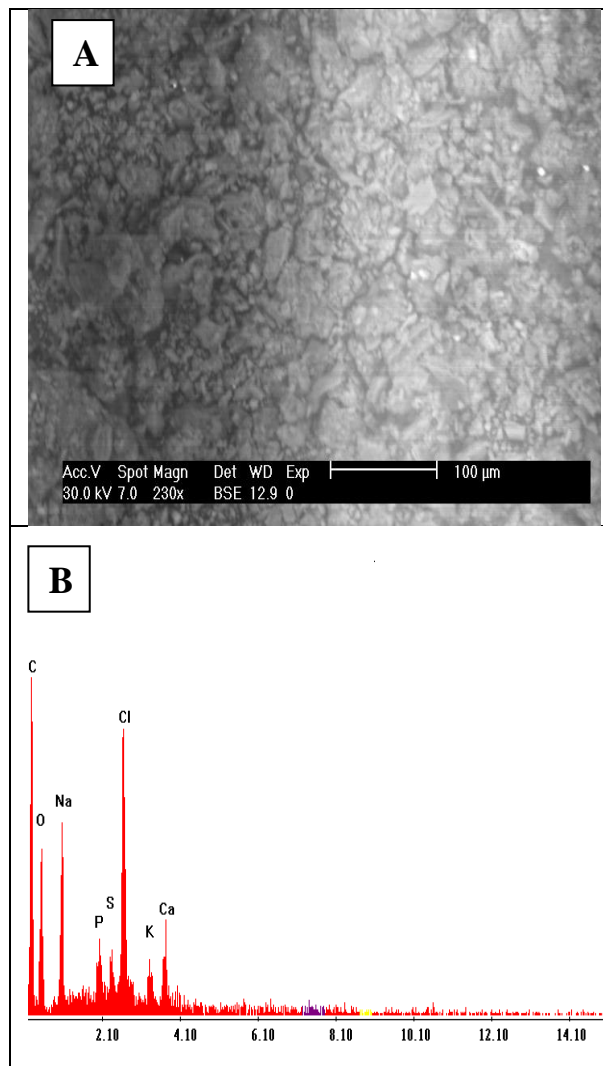 A
Acc.V Spot Magn Det WD Exp 100 µm
30.0 kV 7.0 230x BSE 12.9 0
B
C
Cl
Na
O
S
Ca
P
K
2.10 4.10 6.10 8.10 10.10 12.10 14.10